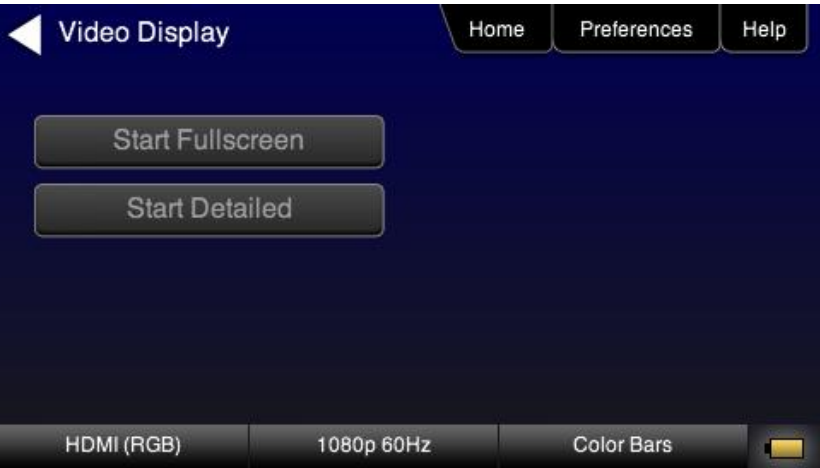 Video Display
Home
Preferences
Help
Start Fullscreen
Start Detailed
HDMI (RGB)
1080p 60Hz
Color Bars